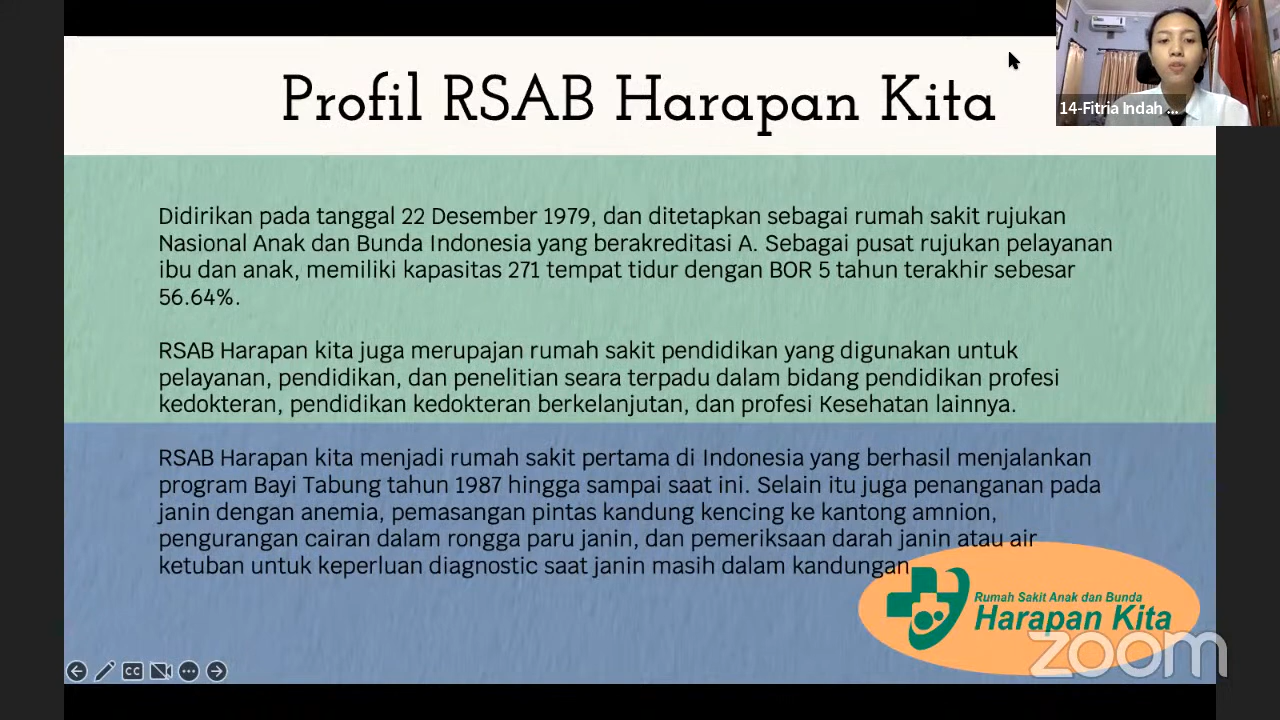 Profil RSAB Harapan Kita
14-Fitria Indah ...
Didirikan pada tanggal 22 Desember 1979, dan ditetapkan sebagai rumah sakit rujukan
Nasional Anak dan Bunda Indonesia yang berakreditasi A. Sebagai pusat rujukan pelayanan
ibu dan anak, memiliki kapasitas 271 tempat tidur dengan BOR 5 tahun terakhir sebesar
56.64%.
RSAB Harapan kita juga merupajan rumah sakit pendidikan yang digunakan untuk
pelayanan, pendidikan, dan penelitian seara terpadu dalam bidang pendidikan profesi
kedokteran, pendidikan kedokteran berkelanjutan, dan profesi Kesehatan lainnya.
RSAB Harapan kita menjadi rumah sakit pertama di Indonesia yang berhasil menjalankan
program Bayi Tabung tahun 1987 hingga sampai saat ini. Selain itu juga penanganan pada
janin dengan anemia, pemasangan pintas kandung kencing ke kantong amnion,
pengurangan cairan dalam rongga paru janin, dan pemeriksaan darah janin atau air
ketuban untuk keperluan diagnostic saat janin masih dalam kandungan
Rumah Sakit Anak dan Bunda
Harapan Kita
zoom
CC